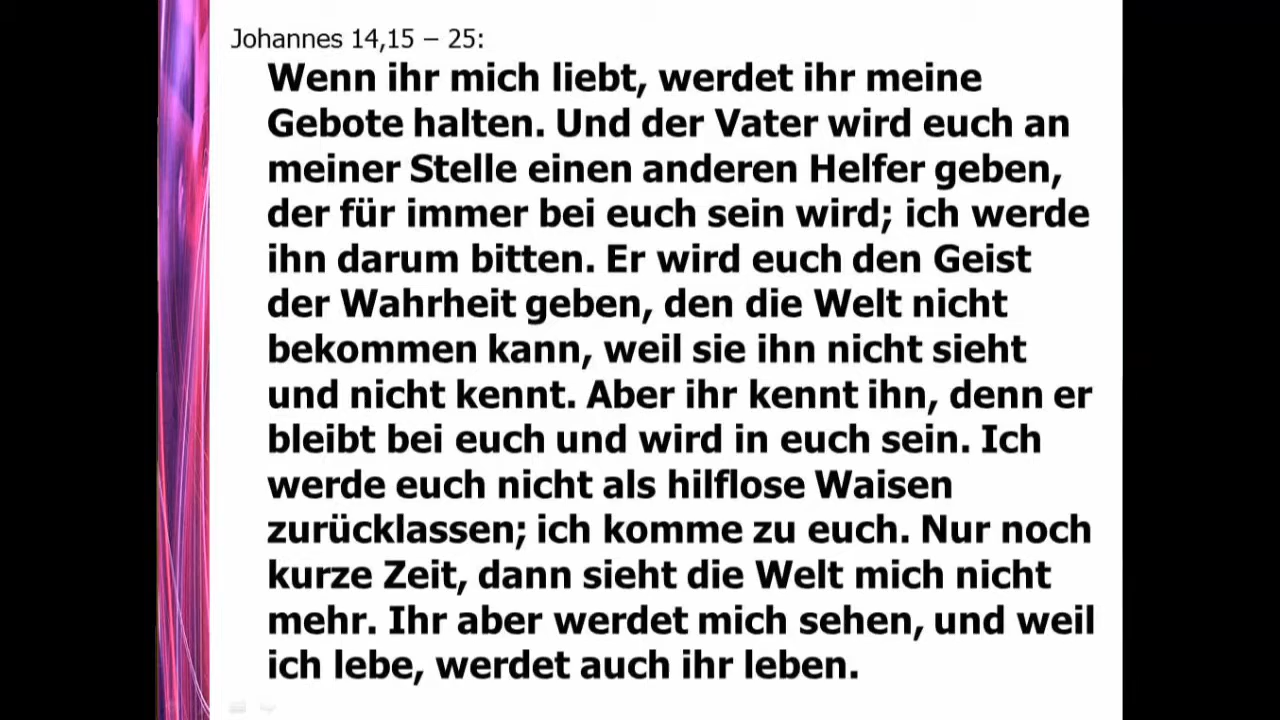 Johannes 14,15 – 25:
Wenn ihr mich liebt, werdet ihr meine
Gebote halten. Und der Vater wird euch an
meiner Stelle einen anderen Helfer geben,
der für immer bei euch sein wird; ich werde
ihn darum bitten. Er wird euch den Geist
der Wahrheit geben, den die Welt nicht
bekommen kann, weil sie ihn nicht sieht
und nicht kennt. Aber ihr kennt ihn, denn er
bleibt bei euch und wird in euch sein. Ich
werde euch nicht als hilflose Waisen
zurücklassen; ich komme zu euch. Nur noch
kurze Zeit, dann sieht die Welt mich nicht
mehr. Ihr aber werdet mich sehen, und weil
ich lebe, werdet auch ihr leben.